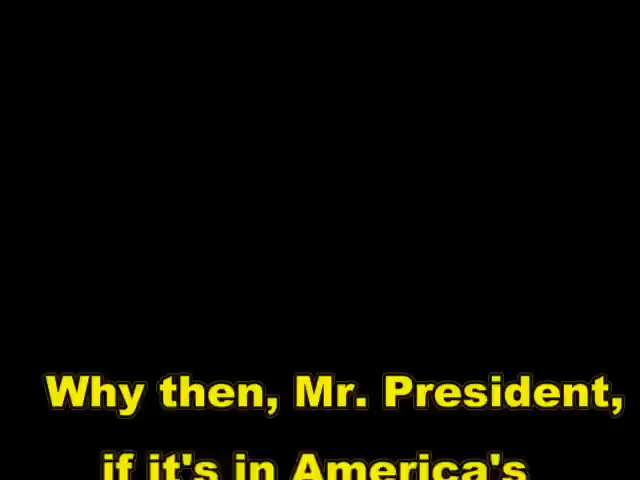 Why then, Mr. President,
if it's in America's